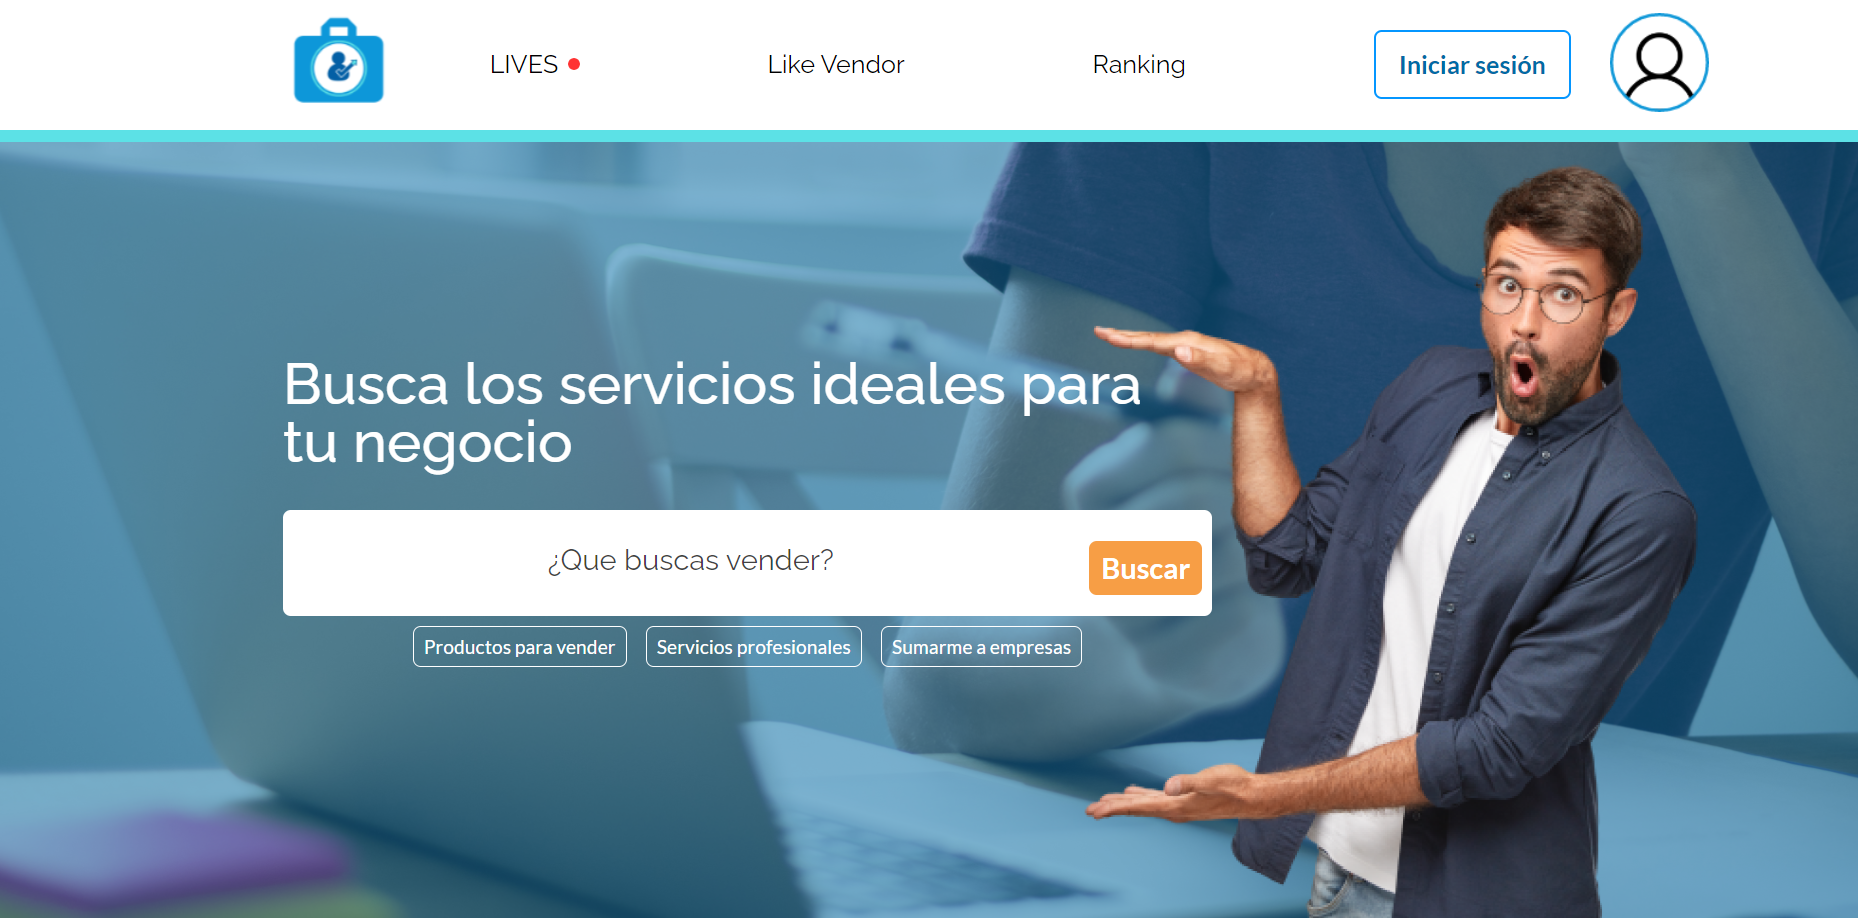 LIVES
Like Vendor
Ranking
Iniciar sesión
Busca los servicios ideales para
tu negocio
¿Que buscas vender?
Buscar
Productos para vender
Servicios profesionales
Sumarme a empresas